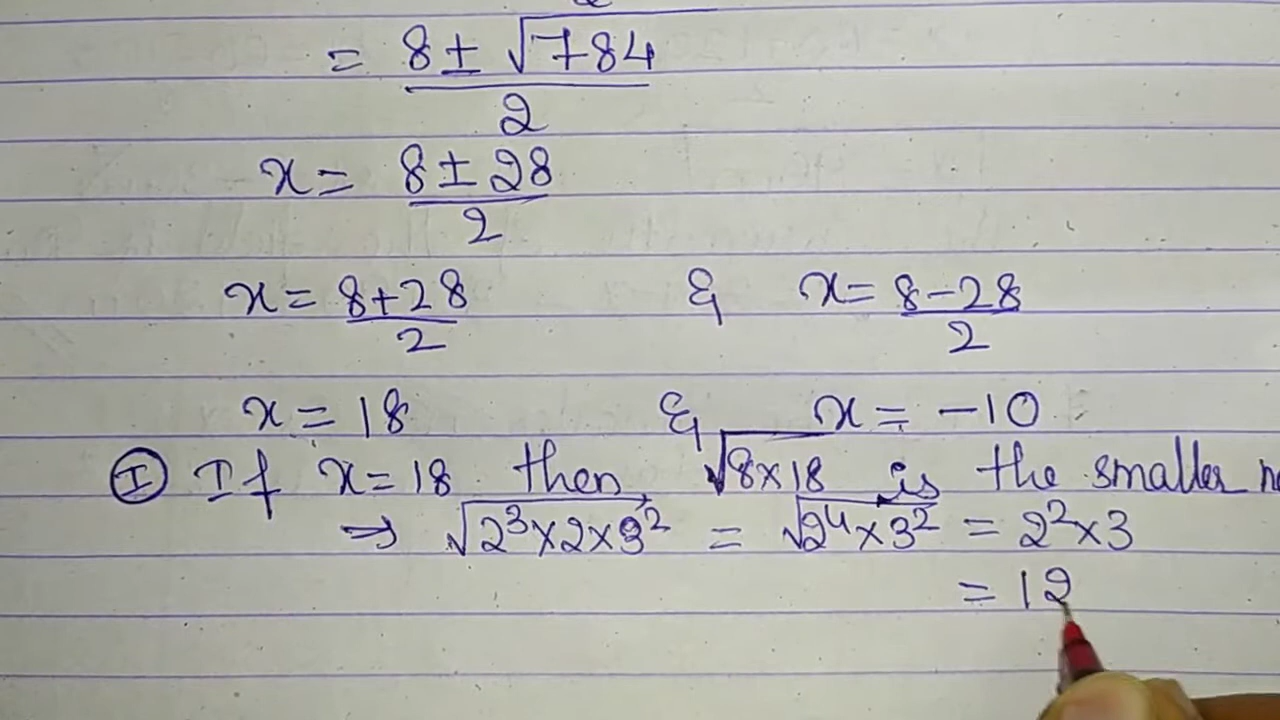 = 8 ± √784 / 2
x = 8 ± 28 / 2
x = 8+28 / 2 & x = 8-28 / 2
x = 18 & x = -10
Ⓘ If x = 18 then √8×18 is the smaller
⇒ √2³×2×3² = √2⁴×3² = 2²×3
= 12